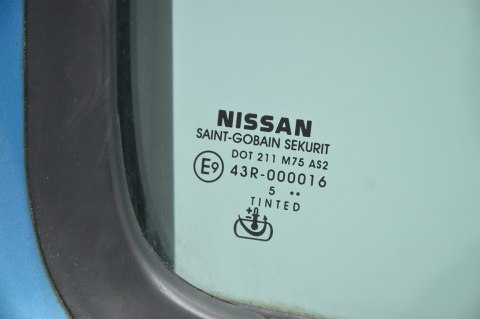 NISSAN
SAINT-GOBAIN SEKURIT
DOT 211 M75 AS2
E9 43R-000016
5 ..
TINTED